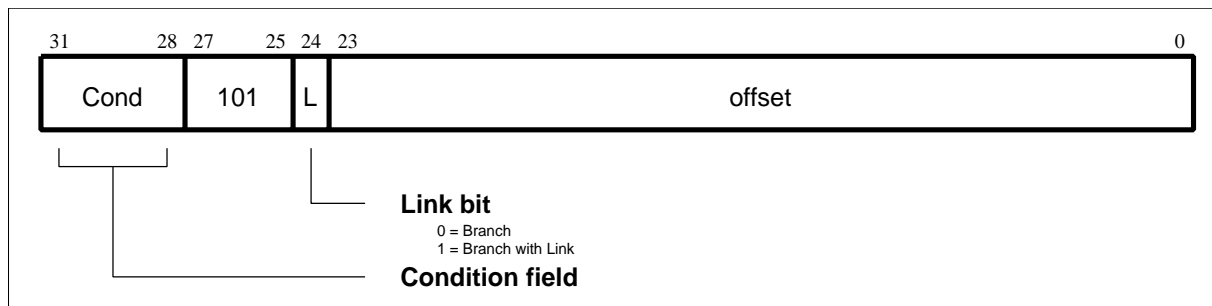 31 28 27 25 24 23 0
Cond 101 L offset
Link bit
0 = Branch
1 = Branch with Link
Condition field